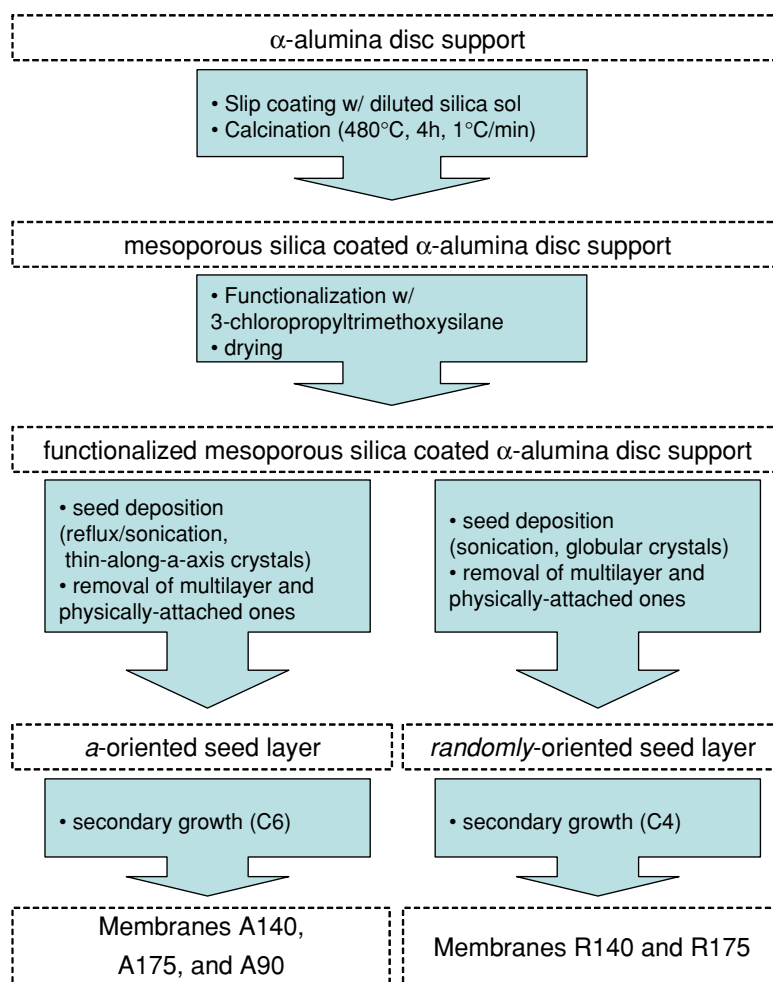 α-alumina disc support
• Slip coating w/ diluted silica sol
• Calcination (480°C, 4h, 1°C/min)
mesoporous silica coated α-alumina disc support
• Functionalization w/
3-chloropropyltrimethoxysilane
• drying
functionalized mesoporous silica coated α-alumina disc support
• seed deposition
(reflux/sonication,
thin-along-a-axis crystals)
• removal of multilayer and
physically-attached ones
• seed deposition
(sonication, globular crystals)
• removal of multilayer and
physically-attached ones
a-oriented seed layer
randomly-oriented seed layer
• secondary growth (C6)
• secondary growth (C4)
Membranes A140,
A175, and A90
Membranes R140 and R175